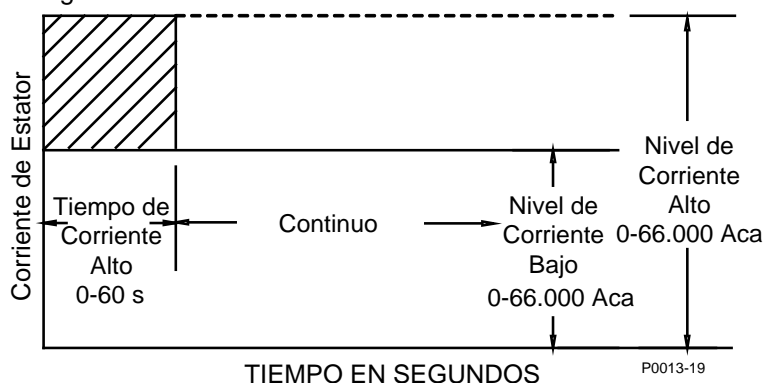 Corriente de Estator
Tiempo de
Corriente
Alto
0-60 s
Continuo
Nivel de
Corriente
Bajo
0-66.000 Aca
Nivel de
Corriente
Alto
0-66.000 Aca
TIEMPO EN SEGUNDOS
P0013-19